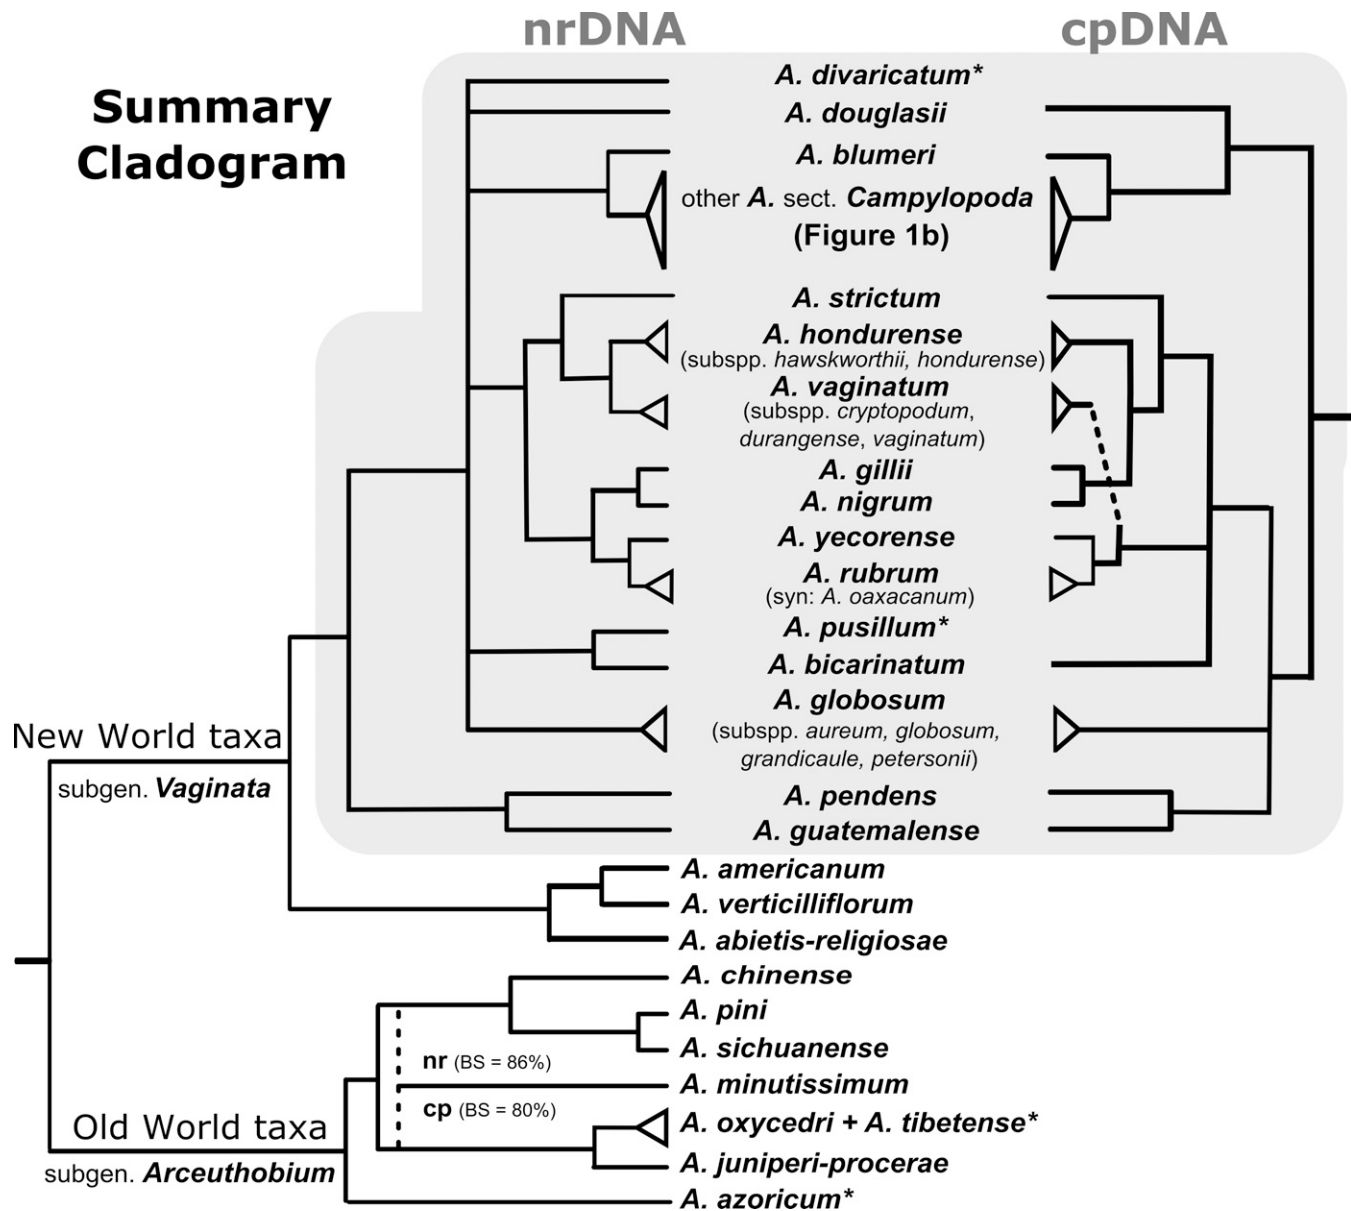 nrDNA
cpDNA
Summary
Cladogram
A. divaricatum*
A. douglasii
A. blumeri
other A. sect. Campylopoda
(Figure 1b)
A. strictum
A. hondurense
(subspp. hawskworthii, hondurense)
A. vaginatum
(subspp. cryptopodum,
durangense, vaginatum)
A. gillii
A. nigrum
A. yecorense
A. rubrum
(syn: A. oaxacanum)
A. pusillum*
A. bicarinatum
A. globosum
(subspp. aureum, globosum,
grandicaule, petersonii)
A. pendens
A. guatemalense
New World taxa
subgen. Vaginata
A. americanum
A. verticilliflorum
A. abietis-religiosae
A. chinense
A. pini
A. sichuanense
nr (BS = 86%)
A. minutissimum
cp (BS = 80%)
A. oxycedri + A. tibetense*
A. juniperi-procerae
Old World taxa
subgen. Arceuthobium
A. azoricum*